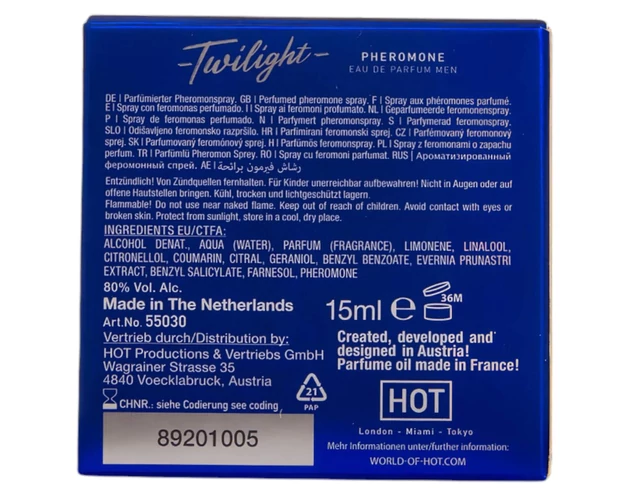 -Twilight-
PHEROMONE
EAU DE PARFUM MEN
DE | Parfümierter Pheromonspray. GB | Perfumed pheromone spray. F | Spray aux phéromones parfumé.
E | Spray con feromonas perfumado. I | Spray ai feromoni profumato. NL | Geparfumeerde feromonenspray.
P | Spray de feromonas perfumado. N | Parfymert pheromonspray. S | Parfymerad feromonspray.
SLO | Odišavljeno feromonsko razpršilo. HR | Parfimirani feromonski sprej. CZ | Parfémovaný feromonový
sprej. SK | Parfumovaný feromónový sprej. H | Parfümös feromonspray. PL | Spray z feromonami o zapachu
perfum. TR | Parfümlü Pheromon Sprey. RO | Spray cu feromoni parfumat. RUS | Ароматизированный
феромонный спрей. AE | رشاش فيرمون برائحة
Entzündlich! Von Zündquellen fernhalten. Für Kinder unerreichbar aufbewahren! Nicht in Augen oder auf
offene Hautstellen bringen. Kühl, trocken und lichtgeschützt lagern.
Flammable! Do not use near naked flame. Keep out of reach of children. Avoid contact with eyes or
broken skin. Protect from sunlight, store in a cool, dry place.
INGREDIENTS EU/CTFA:
ALCOHOL DENAT., AQUA (WATER), PARFUM (FRAGRANCE), LIMONENE, LINALOOL,
CITRONELLOL, COUMARIN, CITRAL, GERANIOL, BENZYL BENZOATE, EVERNIA PRUNASTRI
EXTRACT, BENZYL SALICYLATE, FARNESOL, PHEROMONE
80% Vol. Alc.
Made in The Netherlands
Art.No. 55030
Vertrieb durch/Distribution by:
HOT Productions & Vertriebs GmbH
Wagrainer Strasse 35
4840 Voecklabruck, Austria
CHNR.: siehe Codierung see coding
89201005
21
PAP
15ml e
36M
Created, developed and
designed in Austria!
Parfume oil made in France!
HOT
London - Miami - Tokyo
Mehr Informationen unter/further information:
WORLD-OF-HOT.COM